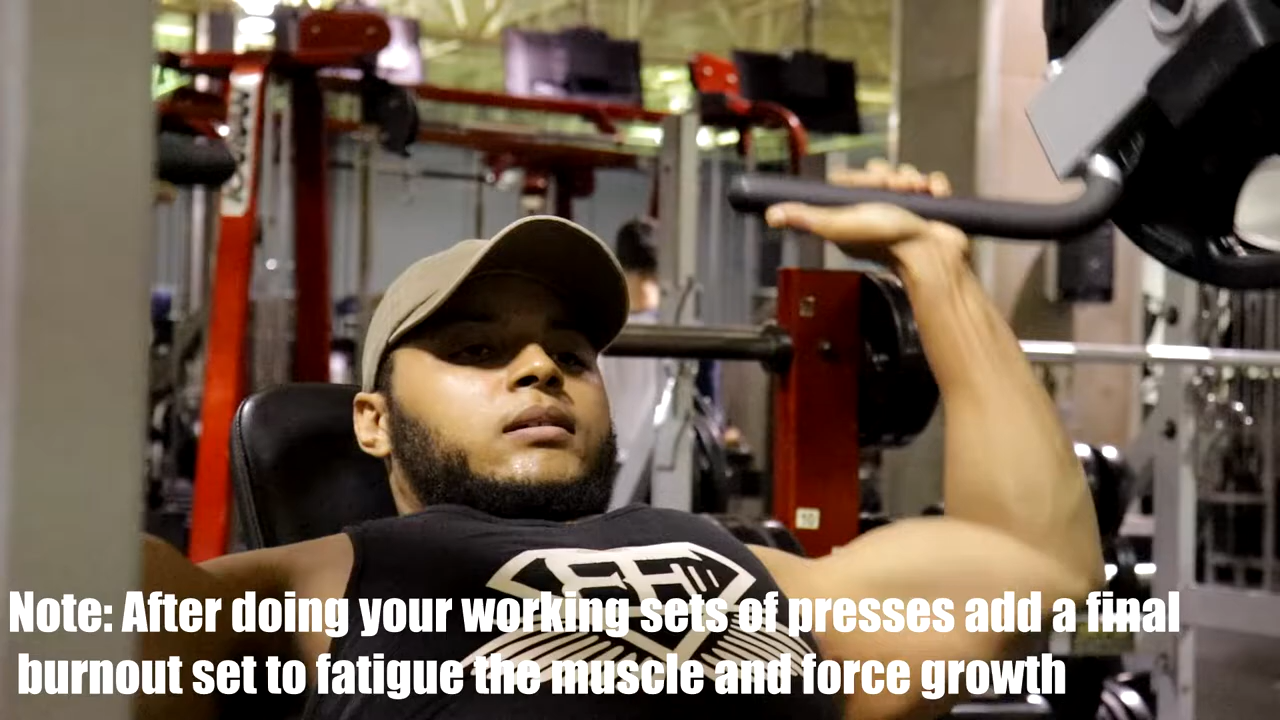 Note: After doing your working sets of presses add a final
burnout set to fatigue the muscle and force growth
10